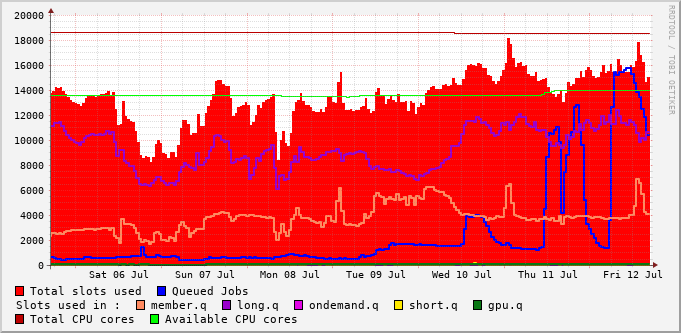 20000
18000
16000
14000
12000
10000
8000
6000
4000
2000
0
Sat 06 Jul Sun 07 Jul Mon 08 Jul Tue 09 Jul Wed 10 Jul Thu 11 Jul Fri 12 Jul
RRDTOOL / TOBI OETIKER
Total slots used Queued Jobs
Slots used in : member.q long.q ondemand.q short.q gpu.q
Total CPU cores Available CPU cores